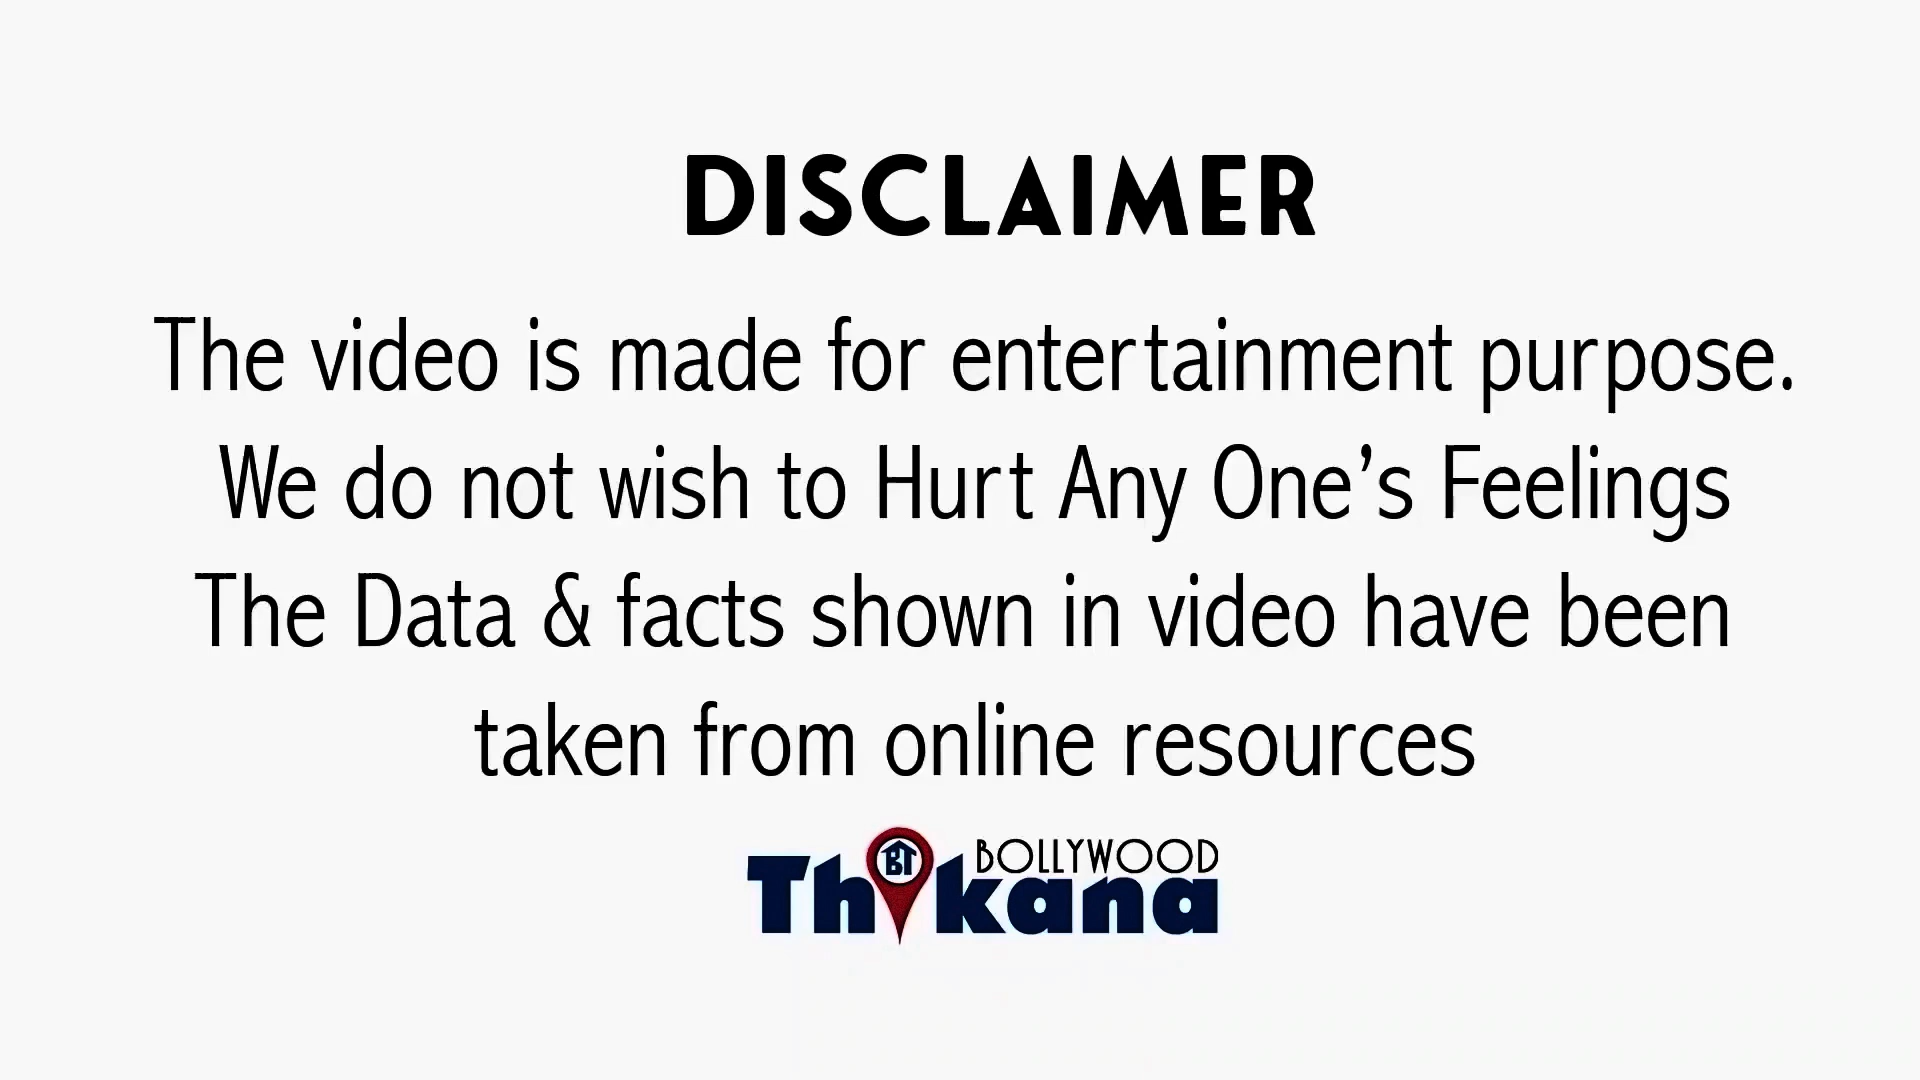 DISCLAIMER
The video is made for entertainment purpose.
We do not wish to Hurt Any One’s Feelings
The Data & facts shown in video have been
taken from online resources
BOLLYWOOD
BT
Thikana